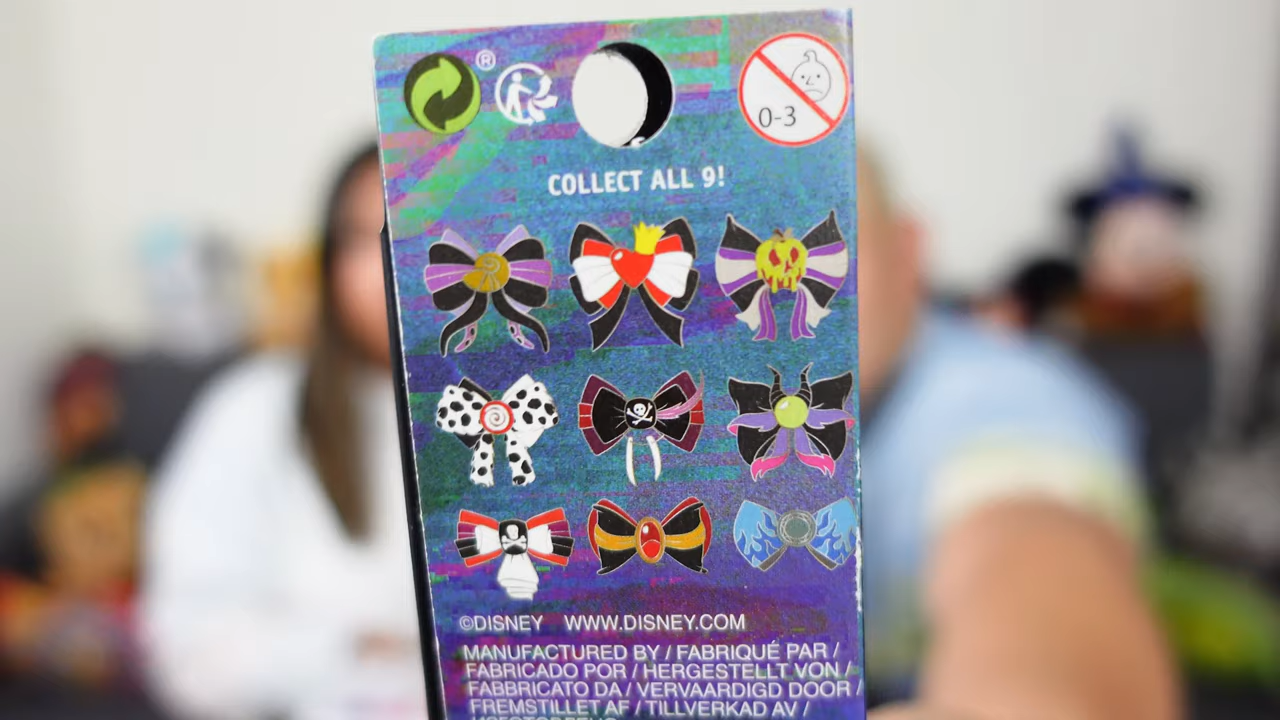 ®
0-3
COLLECT ALL 9!
©DISNEY WWW.DISNEY.COM
MANUFACTURED BY / FABRIQUÉ PAR /
FABRICADO POR / HERGESTELLT VON /
FABBRICATO DA / VERVAARDIGD DOOR /
FREMSTILLET AF / TILLVERKAD AV /